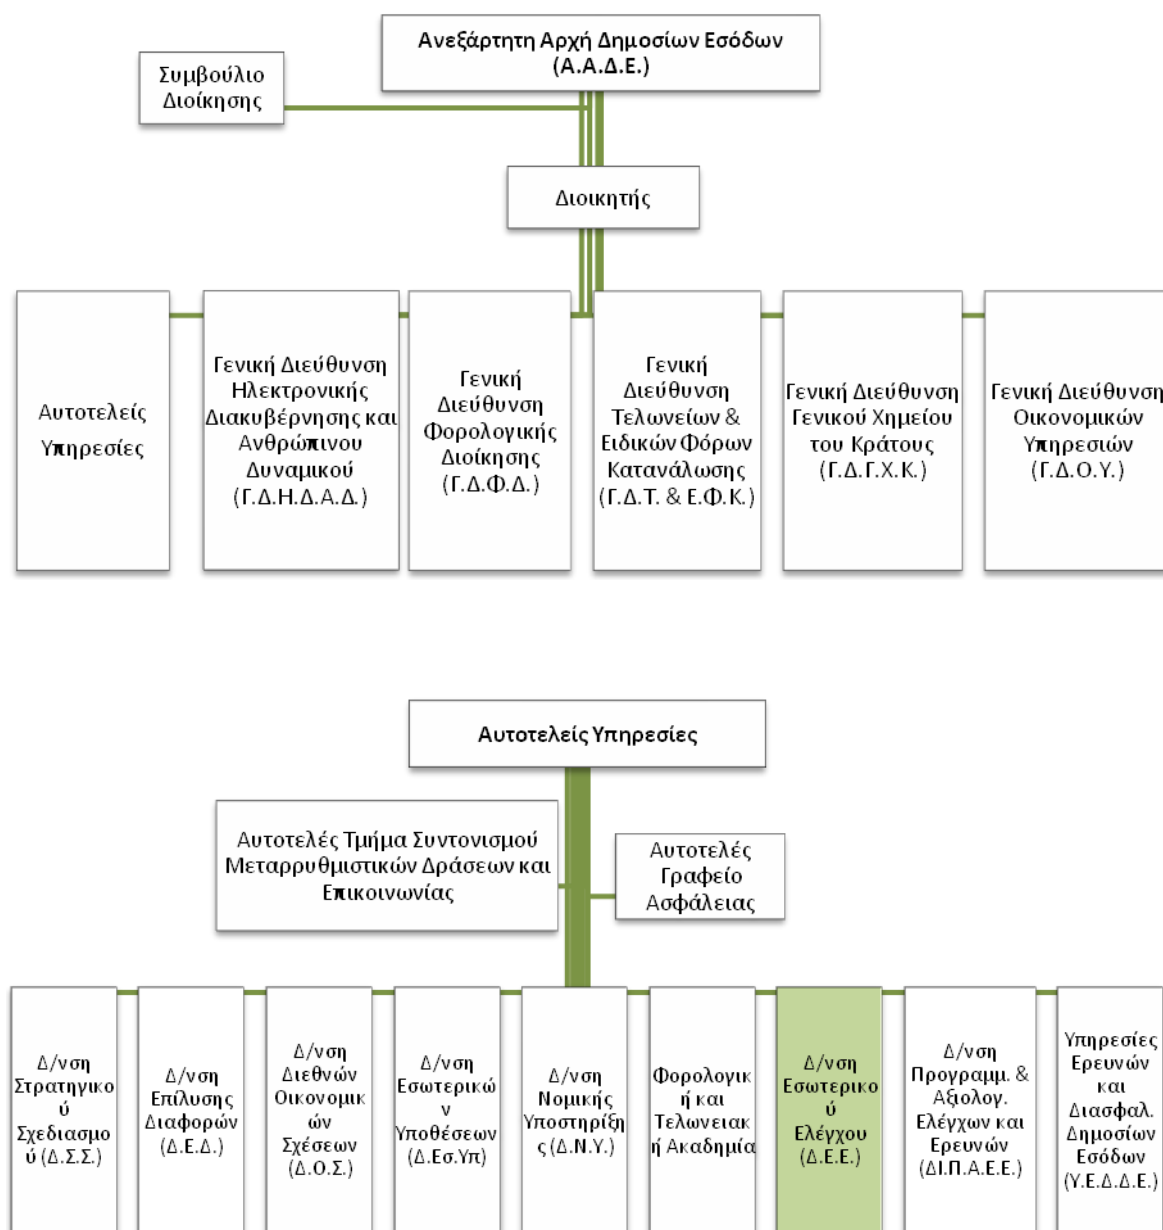 Ανεξάρτητη Αρχή Δημοσίων Εσόδων
(Α.Α.Δ.Ε.)
Συμβούλιο
Διοίκησης
Διοικητής
Αυτοτελείς
Υπηρεσίες
Γενική Διεύθυνση
Ηλεκτρονικής
Διακυβέρνησης και
Ανθρώπινου
Δυναμικού
(Γ.Δ.Η.Δ.Α.Δ.)
Γενική
Διεύθυνση
Φορολογικής
Διοίκησης
(Γ.Δ.Φ.Δ.)
Γενική
Διεύθυνση
Τελωνείων &
Ειδικών Φόρων
Κατανάλωσης
(Γ.Δ.Τ. & Ε.Φ.Κ.)
Γενική Διεύθυνση
Γενικού Χημείου
του Κράτους
(Γ.Δ.Γ.Χ.Κ.)
Γενική Διεύθυνση
Οικονομικών
Υπηρεσιών
(Γ.Δ.Ο.Υ.)
Αυτοτελείς Υπηρεσίες
Αυτοτελές Τμήμα Συντονισμού
Μεταρρυθμιστικών Δράσεων και
Επικοινωνίας
Αυτοτελές
Γραφείο
Ασφάλειας
Δ/νση
Στρατηγικο
ύ
Σχεδιασμο
ύ (Δ.Σ.Σ.)
Δ/νση
Επίλυσης
Διαφορών
(Δ.Ε.Δ.)
Δ/νση
Διεθνών
Οικονομικ
ών
Σχέσεων
(Δ.Ο.Σ.)
Δ/νση
Εσωτερικώ
ν
Υποθέσεων
(Δ.Εσ.Υπ)
Δ/νση
Νομικής
Υποστηρίξη
ς (Δ.Ν.Υ.)
Φορολογικ
ή και
Τελωνειακ
ή Ακαδημία
Δ/νση
Εσωτερικο
ύ
Ελέγχου
(Δ.Ε.Ε.)
Δ/νση
Προγραμμ. &
Αξιολογ.
Ελέγχων και
Ερευνών
(ΔΙ.Π.Α.Ε.Ε.)
Υπηρεσίες
Ερευνών
και
Διασφαλ.
Δημοσίων
Εσόδων
(Υ.Ε.Δ.Δ.Ε.)